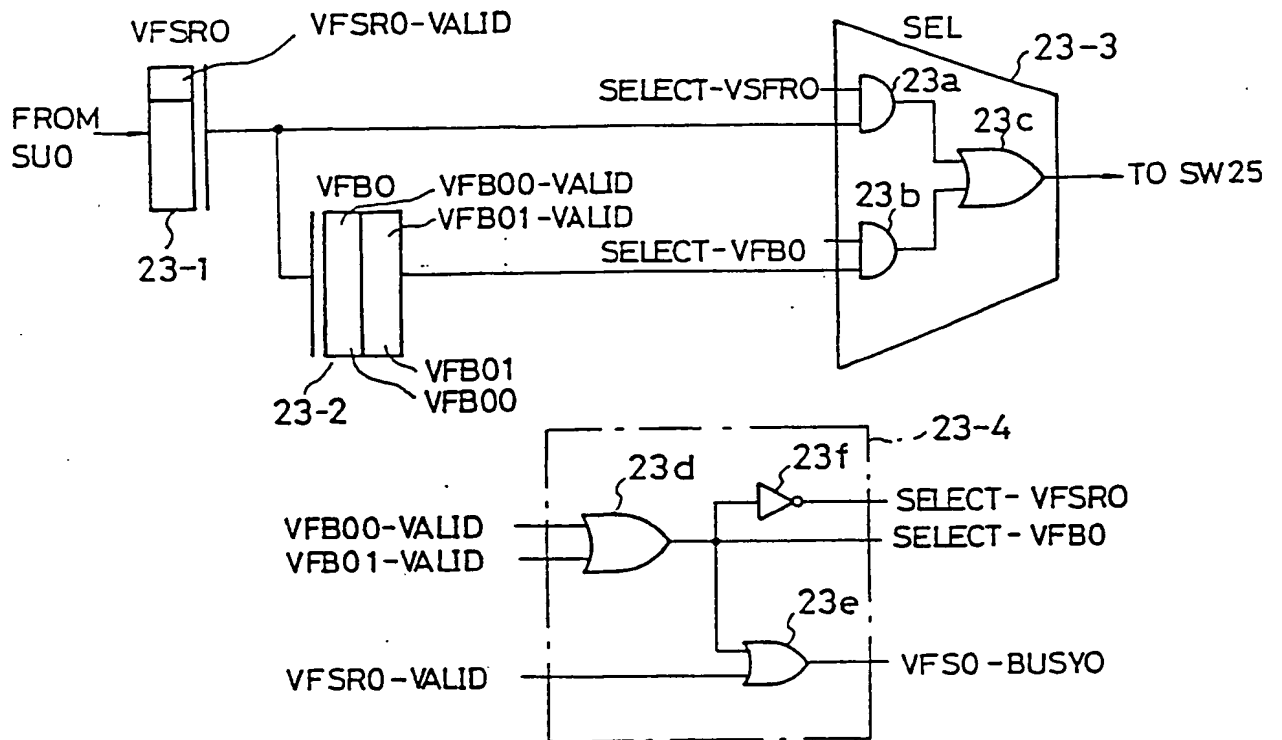 VFSR0
VFSR0-VALID
SEL
23-3
FROM
SU0
SELECT-VSFR0
23a
23c
TO SW25
23-1
VFB0
VFB00-VALID
VFB01-VALID
SELECT-VFB0
23b
VFB01
VFB00
23-2
23-4
23d
23f
VFB00-VALID
VFB01-VALID
SELECT-VFSR0
SELECT-VFB0
23e
VFSR0-VALID
VFS0-BUSY0